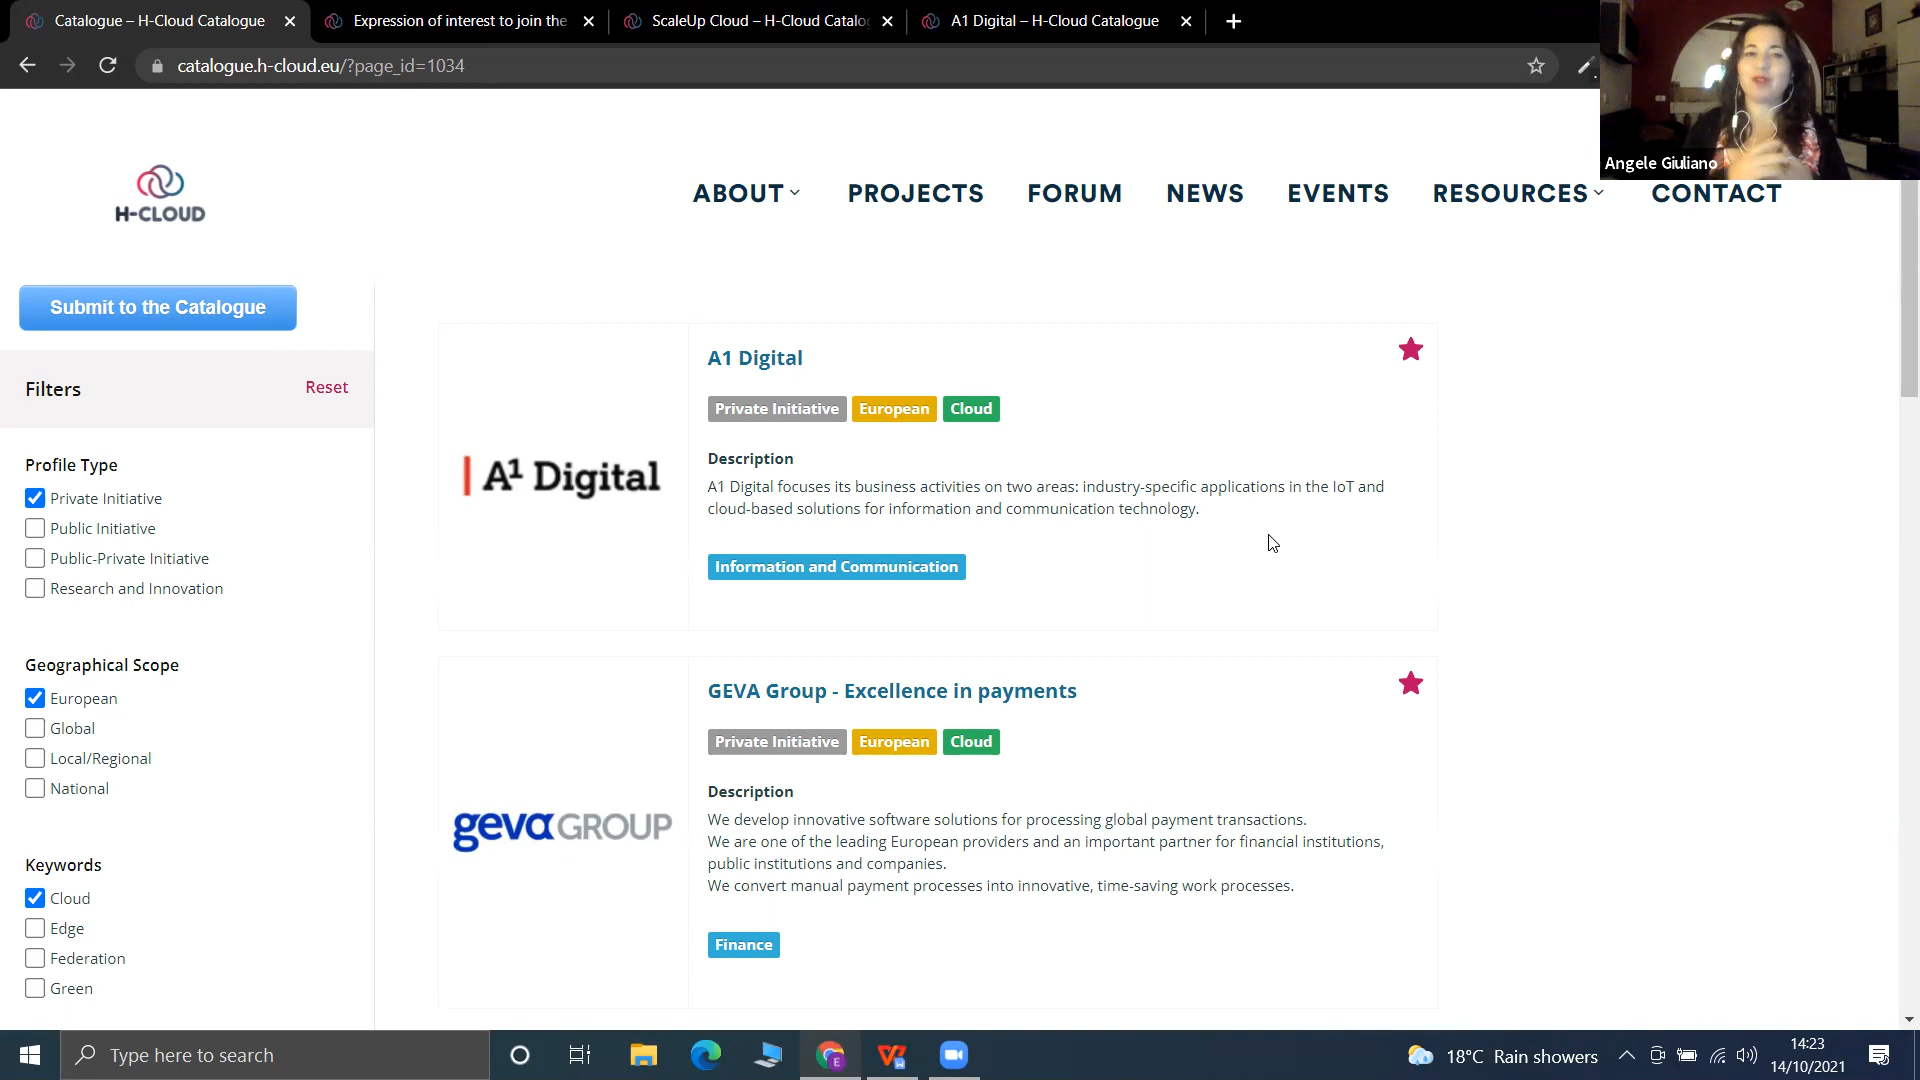 Catalogue – H-Cloud Catalogue
Expression of interest to join the
ScaleUp Cloud – H-Cloud Catalo
A1 Digital – H-Cloud Catalogue
catalogue.h-cloud.eu/?page_id=1034
Angele Giuliano
H-CLOUD
ABOUT
PROJECTS
FORUM
NEWS
EVENTS
RESOURCES
CONTACT
Submit to the Catalogue
Filters
Reset
Profile Type
Private Initiative
Public Initiative
Public-Private Initiative
Research and Innovation
Geographical Scope
European
Global
Local/Regional
National
Keywords
Cloud
Edge
Federation
Green
A1 Digital
A1 Digital
Private Initiative European Cloud
Description
A1 Digital focuses its business activities on two areas: industry-specific applications in the IoT and
cloud-based solutions for information and communication technology.
Information and Communication
geva GROUP
GEVA Group - Excellence in payments
Private Initiative European Cloud
Description
We develop innovative software solutions for processing global payment transactions.
We are one of the leading European providers and an important partner for financial institutions,
public institutions and companies.
We convert manual payment processes into innovative, time-saving work processes.
Finance
Type here to search
E
W
18°C Rain showers
14:23
14/10/2021